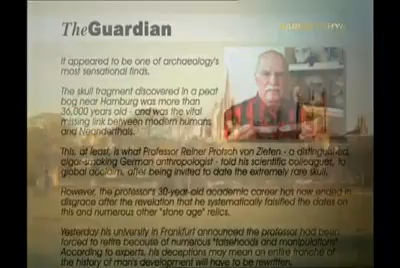 TheGuardian
It appeared to be one of archaeology's
most sensational finds.
The skull fragment discovered in a peat
bog near Hamburg was more than
36,000 years old - and was the vital
missing link between modern humans
and Neanderthals.
This, at least, is what Professor Reiner Protsch von Zieten - a distinguished,
cigar-smoking German anthropologist - told his scientific colleagues, to
global acclaim, after being invited to date the extremely rare skull.
However, the professor's 30-year-old academic career has now ended in
disgrace after the revelation that he systematically falsified the dates on
this and numerous other "stone age" relics.
Yesterday his university in Frankfurt announced the professor had been
forced to retire because of numerous "falsehoods and manipulations".
According to experts, his deceptions may mean an entire tranche of
the history of man's development will have to be rewritten.